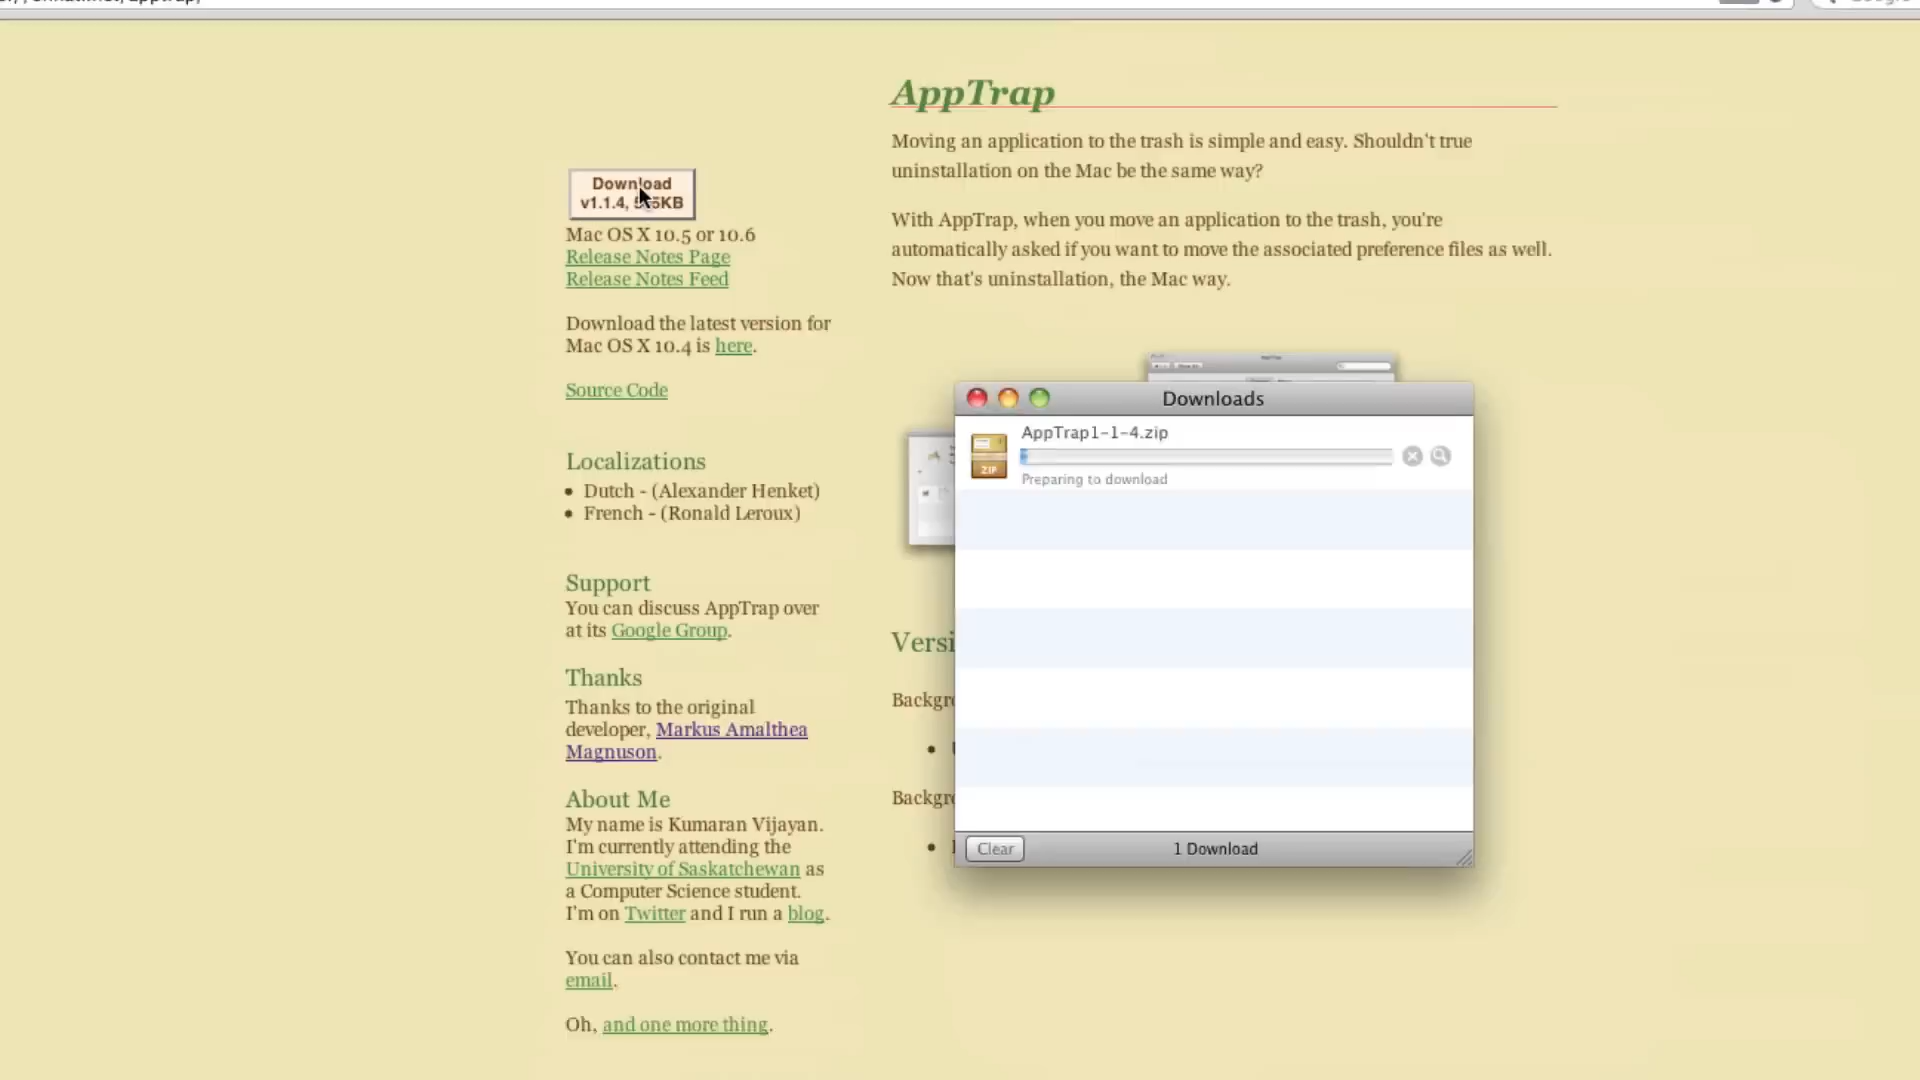 AppTrap
Moving an application to the trash is simple and easy. Shouldn't true
uninstallation on the Mac be the same way?
With AppTrap, when you move an application to the trash, you're
automatically asked if you want to move the associated preference files as well.
Now that's uninstallation, the Mac way.
Download
v1.1.4,
Mac OS X 10.5 or 10.6
Release Notes Page
Release Notes Feed
Download the latest version for
Mac OS X 10.4 is here.
Source Code
Localizations
• Dutch - (Alexander Henket)
• French - (Ronald Leroux)
Support
You can discuss AppTrap over
at its Google Group.
Thanks
Thanks to the original
developer, Markus Amalthea
Magnuson.
About Me
My name is Kumaran Vijayan.
I'm currently attending the
University of Saskatchewan as
a Computer Science student.
I'm on Twitter and I run a blog.
You can also contact me via
email.
Oh, and one more thing.
Downloads
AppTrap1-1-4.zip
ZIP
Preparing to download
Clear
1 Download